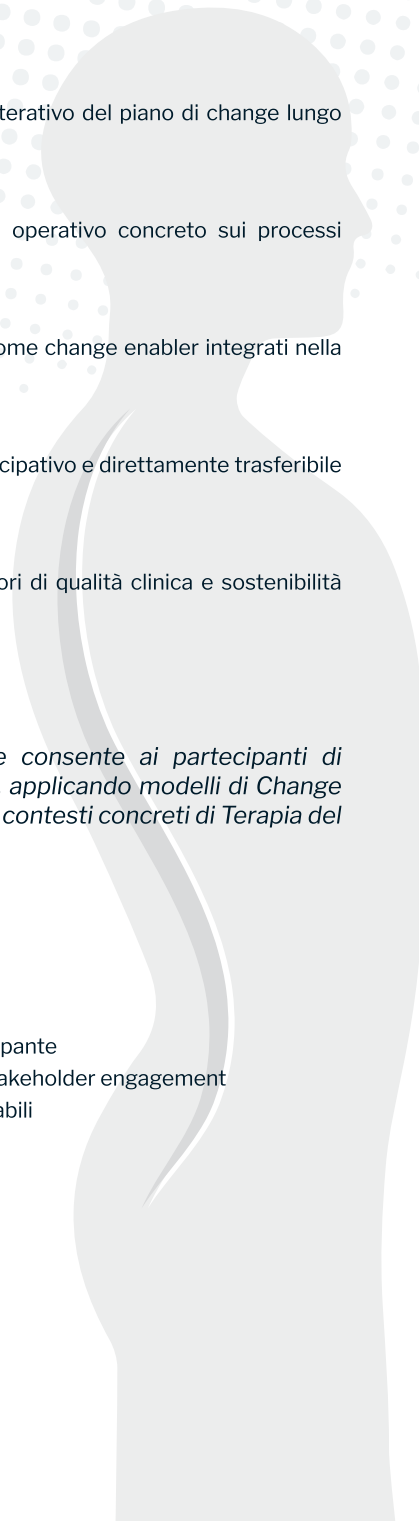 terativo del piano di change lungo
operativo concreto sui processi
ome change enabler integrati nella
cipativo e direttamente trasferibile
ori di qualità clinica e sostenibilità
e consente ai partecipanti di
applicando modelli di Change
contesti concreti di Terapia del
pante
akeholder engagement
abili